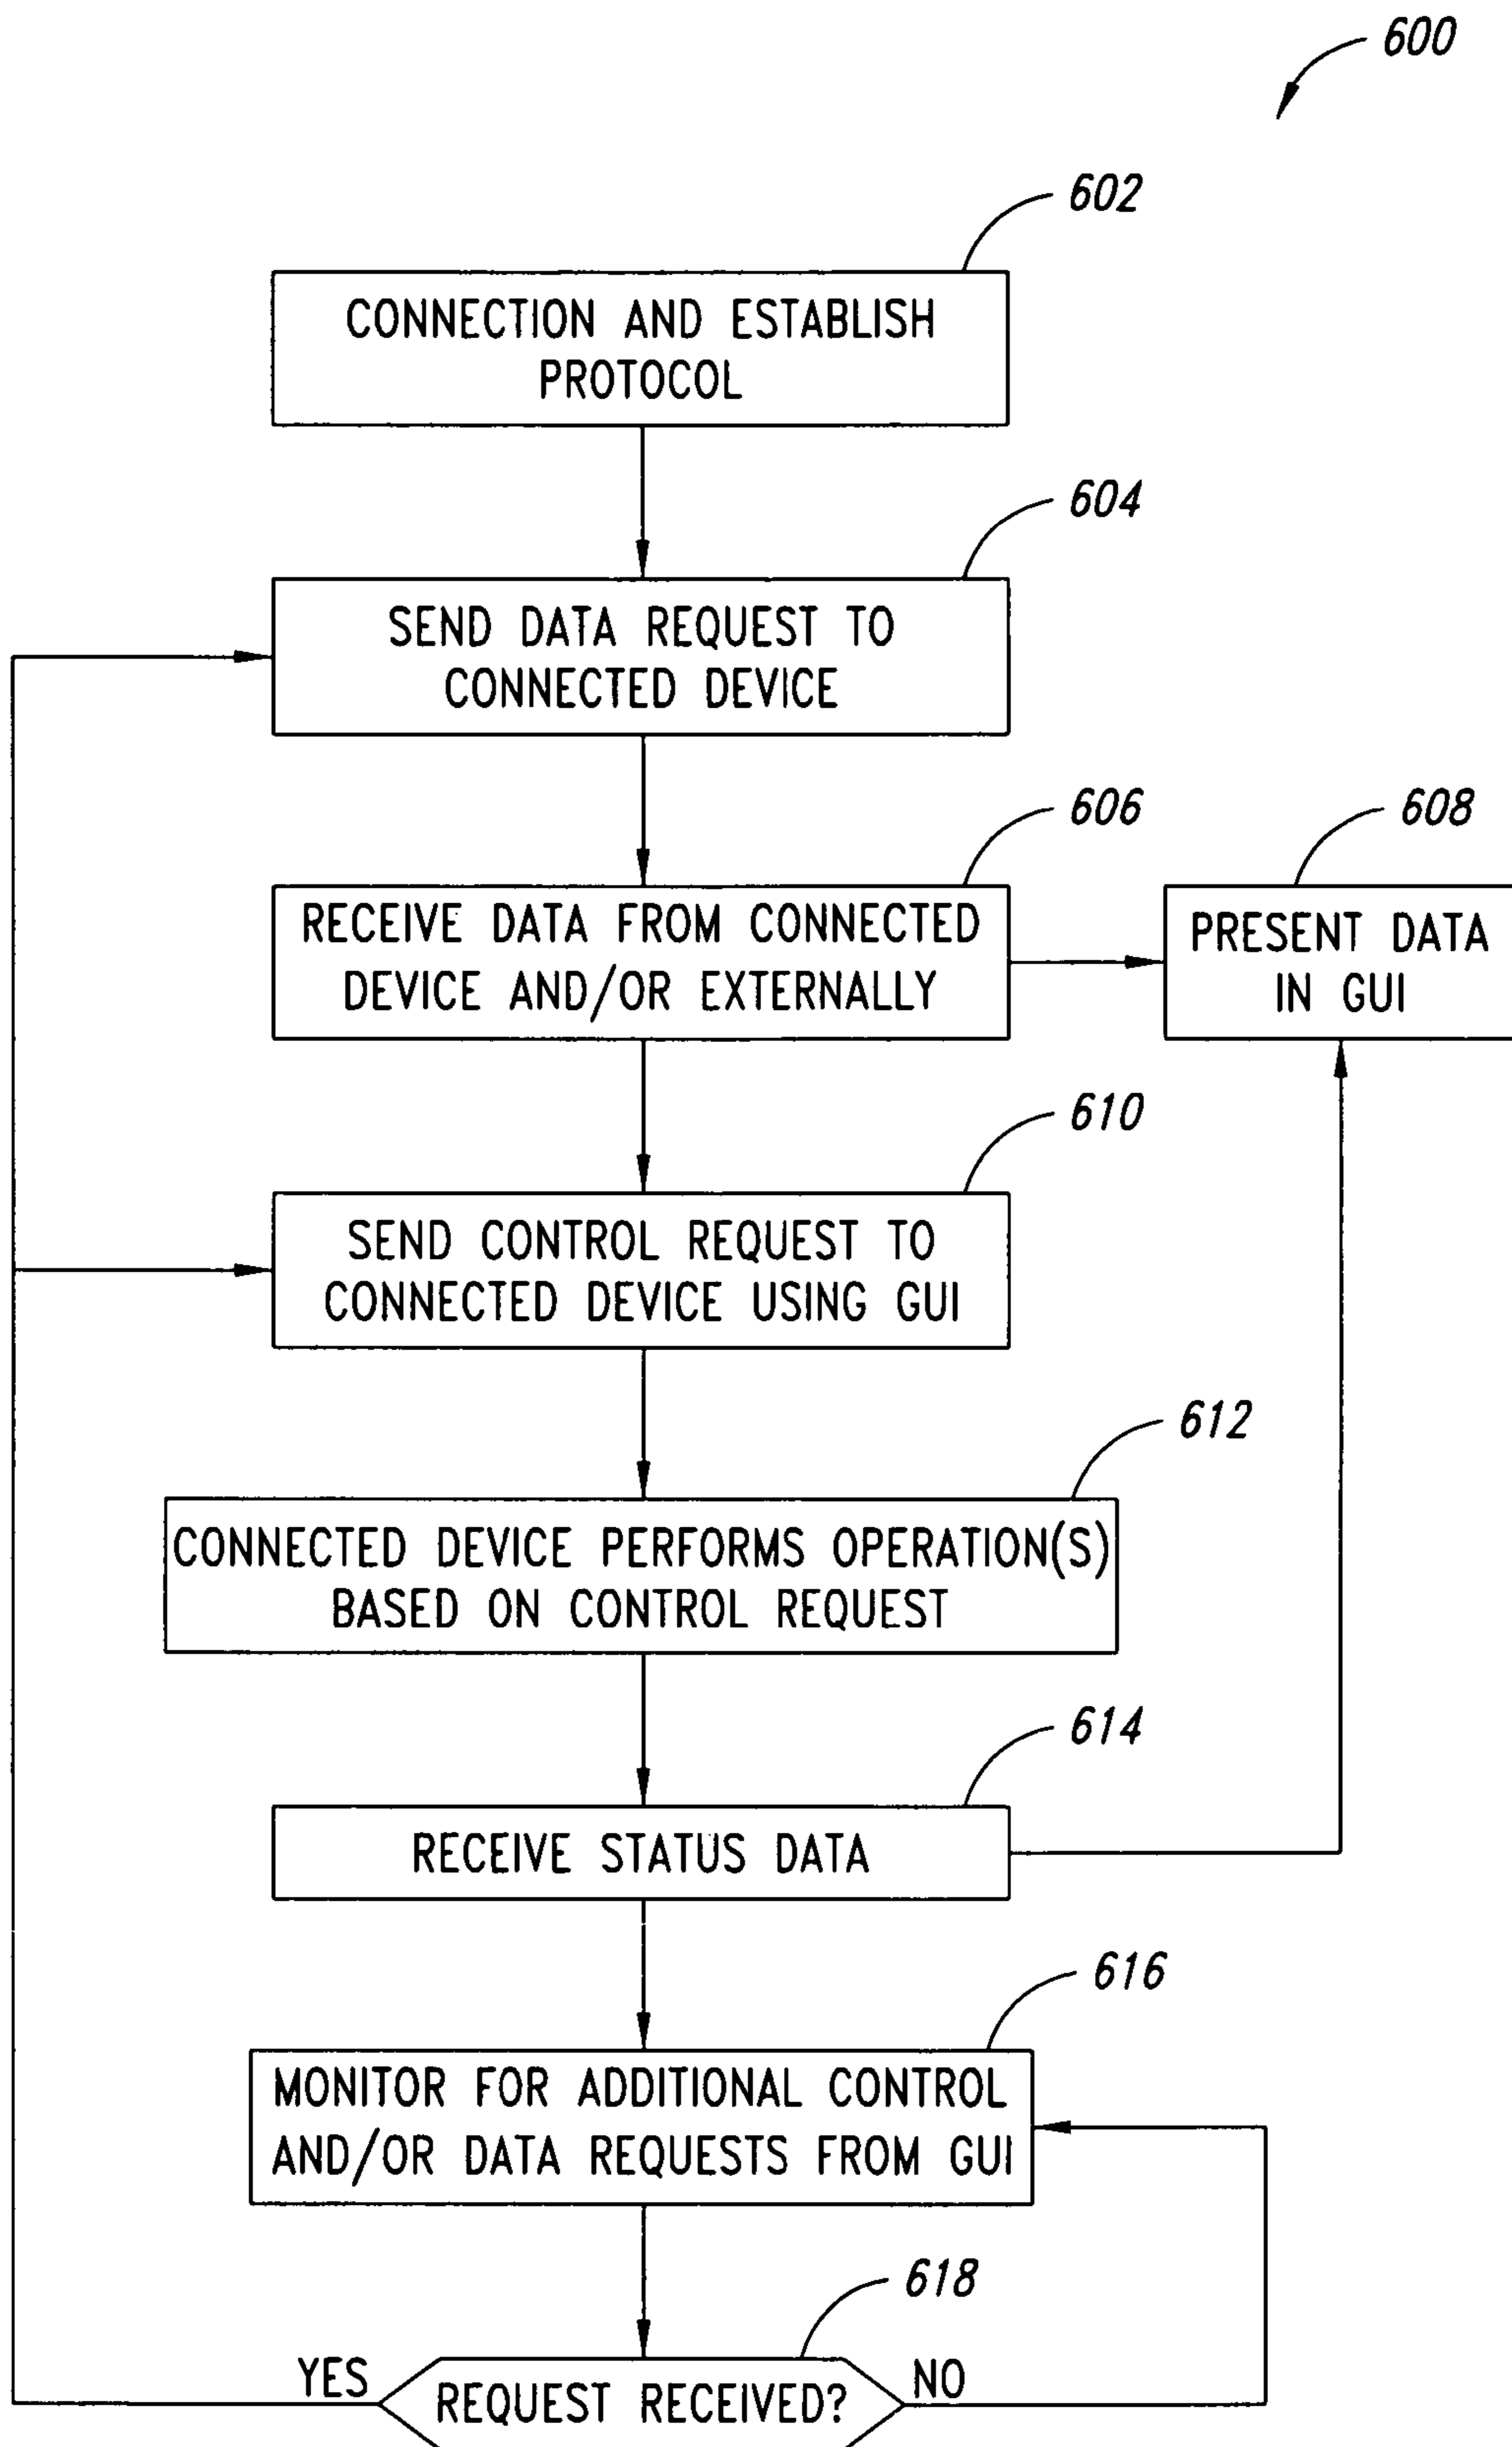 600
602
CONNECTION AND ESTABLISH
PROTOCOL
604
SEND DATA REQUEST TO
CONNECTED DEVICE
606
RECEIVE DATA FROM CONNECTED
DEVICE AND/OR EXTERNALLY
608
PRESENT DATA
IN GUI
610
SEND CONTROL REQUEST TO
CONNECTED DEVICE USING GUI
612
CONNECTED DEVICE PERFORMS OPERATION(S)
BASED ON CONTROL REQUEST
614
RECEIVE STATUS DATA
616
MONITOR FOR ADDITIONAL CONTROL
AND/OR DATA REQUESTS FROM GUI
618
YES
REQUEST RECEIVED?
NO